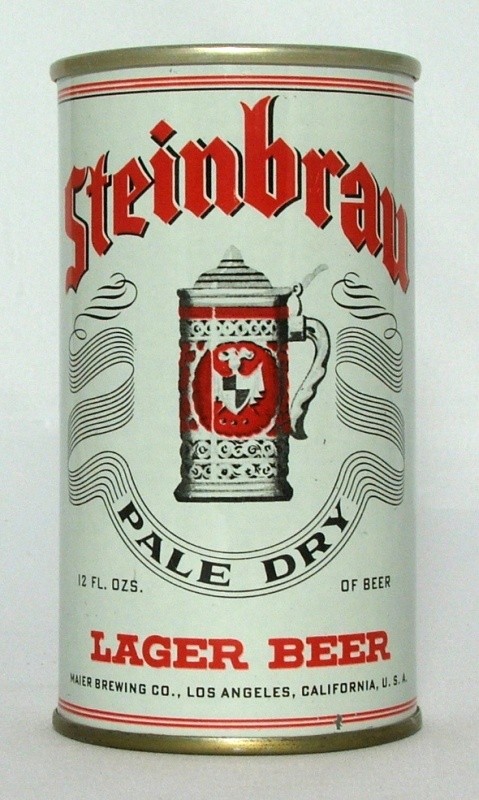 Steinbrau
PALE DRY
12 FL. OZS. OF BEER
LAGER BEER
MAIER BREWING CO., LOS ANGELES, CALIFORNIA, U.S.A.